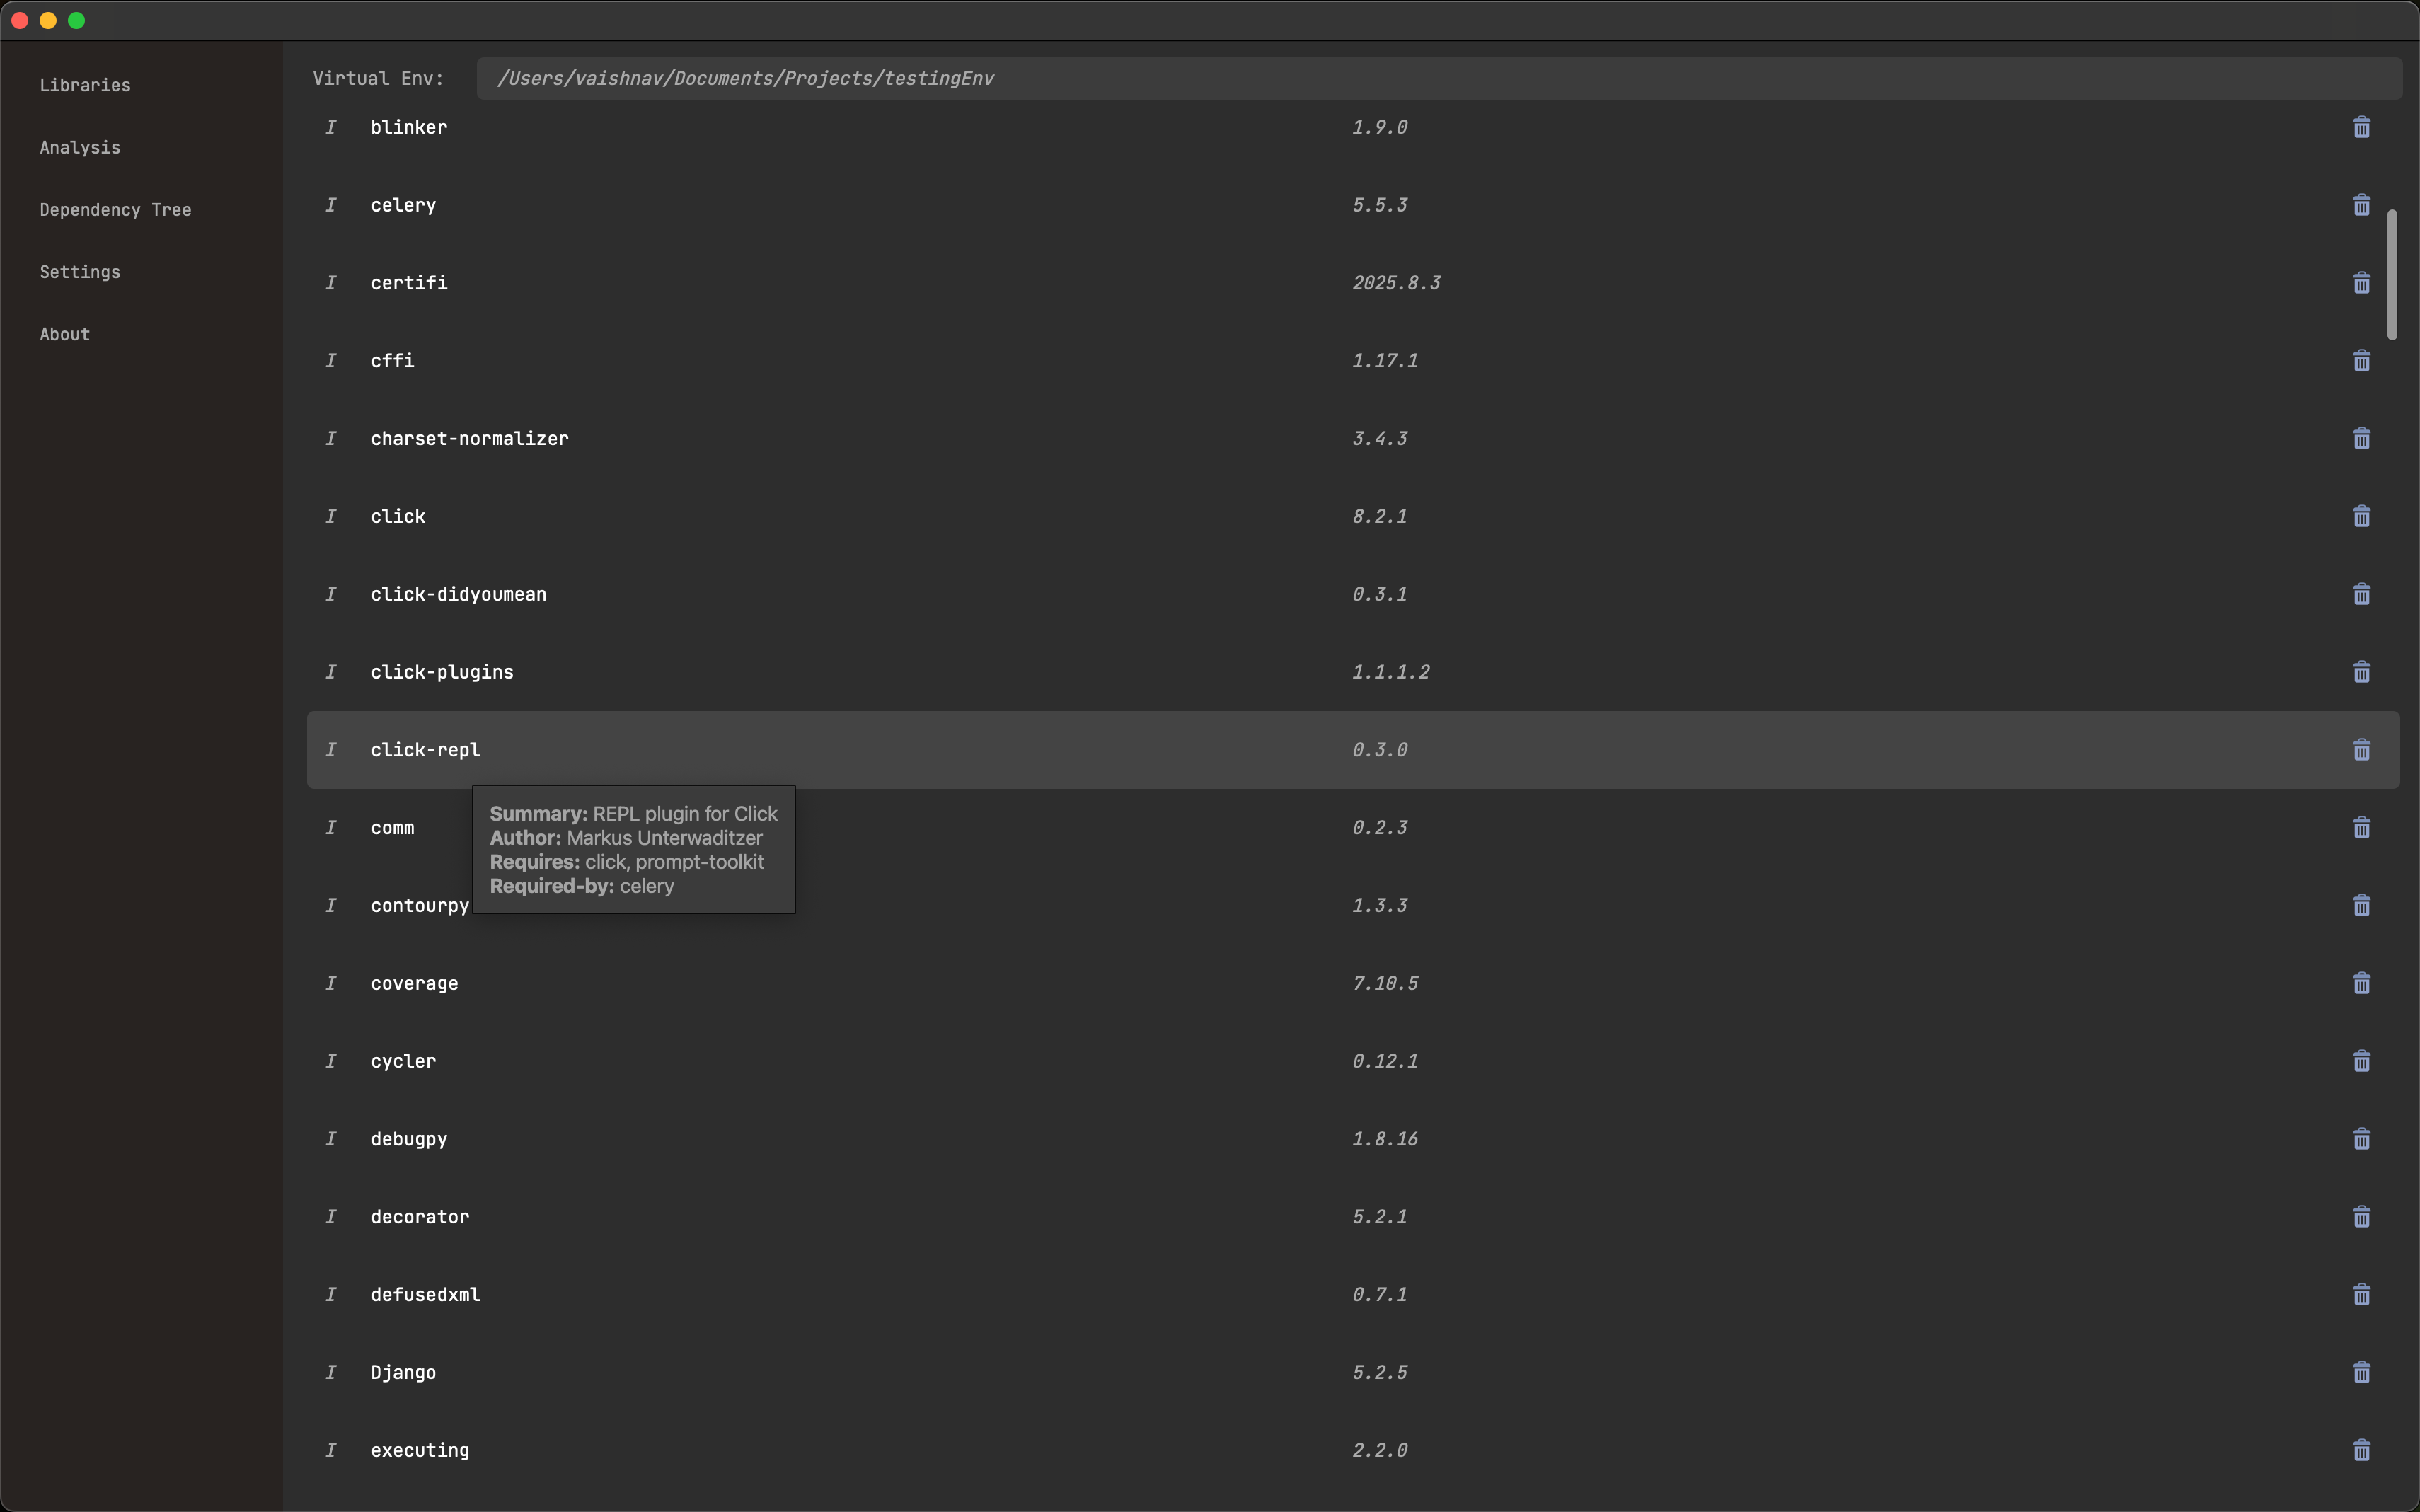 Libraries
Analysis
Dependency Tree
Settings
About
Virtual Env: /Users/vaishnav/Documents/Projects/testingEnv
I blinker 1.9.0
I celery 5.5.3
I certifi 2025.8.3
I cffi 1.17.1
I charset-normalizer 3.4.3
I click 8.2.1
I click-didyoumean 0.3.1
I click-plugins 1.1.1.2
I click-repl 0.3.0
Summary: REPL plugin for Click
Author: Markus Unterwaditzer
Requires: click, prompt-toolkit
Required-by: celery
I comm 0.2.3
I contourpy 1.3.3
I coverage 7.10.5
I cycler 0.12.1
I debugpy 1.8.16
I decorator 5.2.1
I defusedxml 0.7.1
I Django 5.2.5
I executing 2.2.0